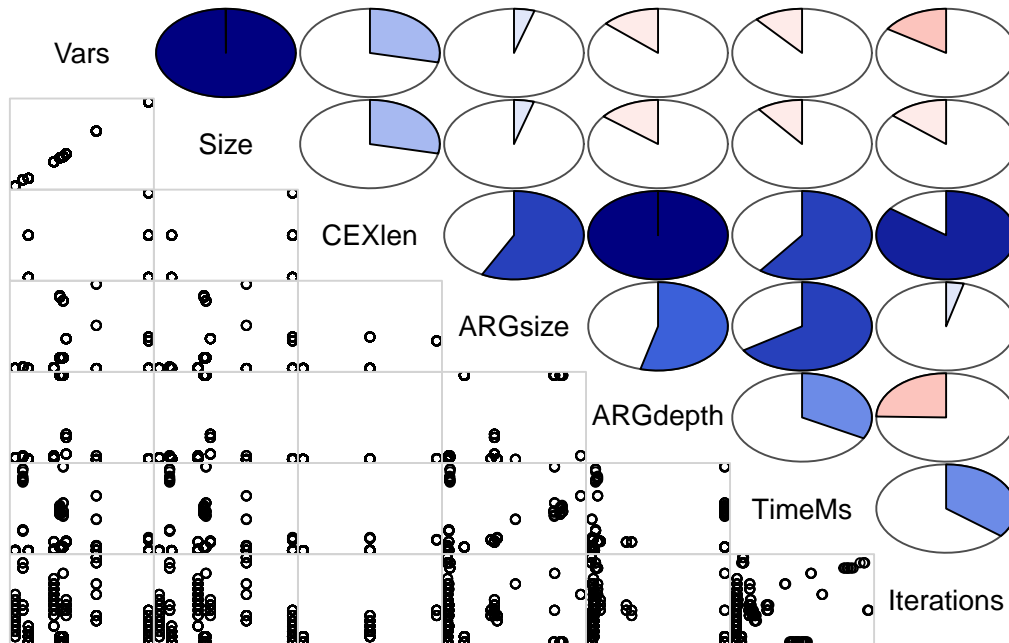 Vars
Size
CEXlen
ARGsize
ARGdepth
TimeMs
Iterations